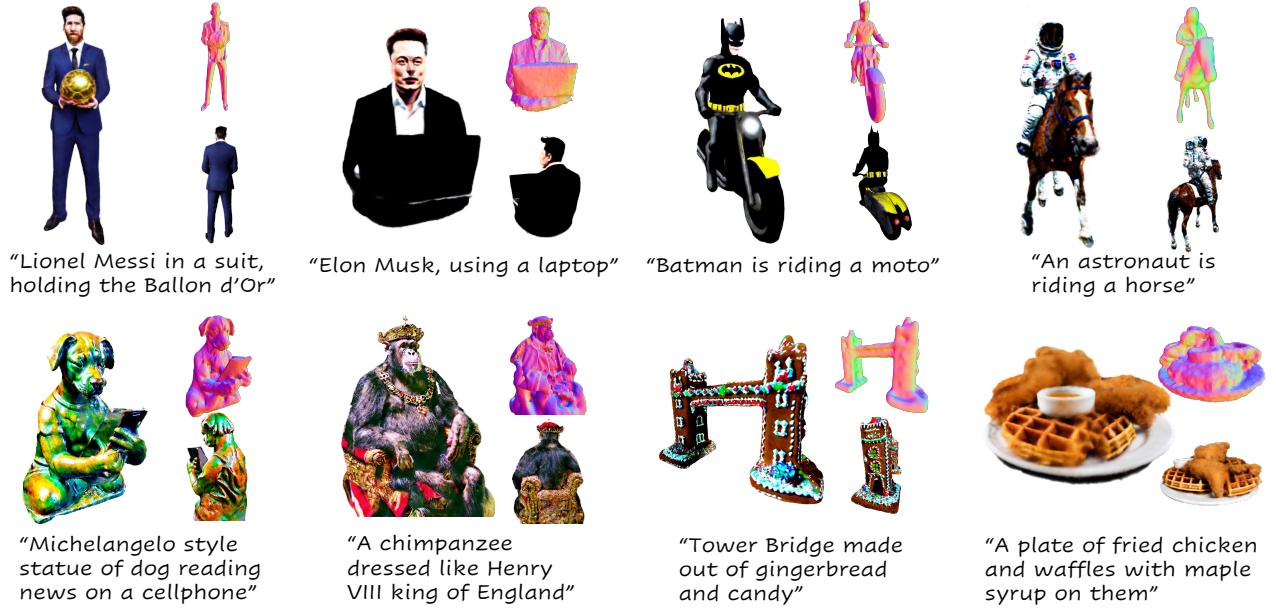 “Lionel Messi in a suit,
holding the Ballon d’Or”
“Elon Musk, using a laptop”
“Batman is riding a moto”
“An astronaut is
riding a horse”
“Michelangelo style
statue of dog reading
news on a cellphone”
“A chimpanzee
dressed like Henry
VIII king of England”
“Tower Bridge made
out of gingerbread
and candy”
“A plate of fried chicken
and waffles with maple
syrup on them”